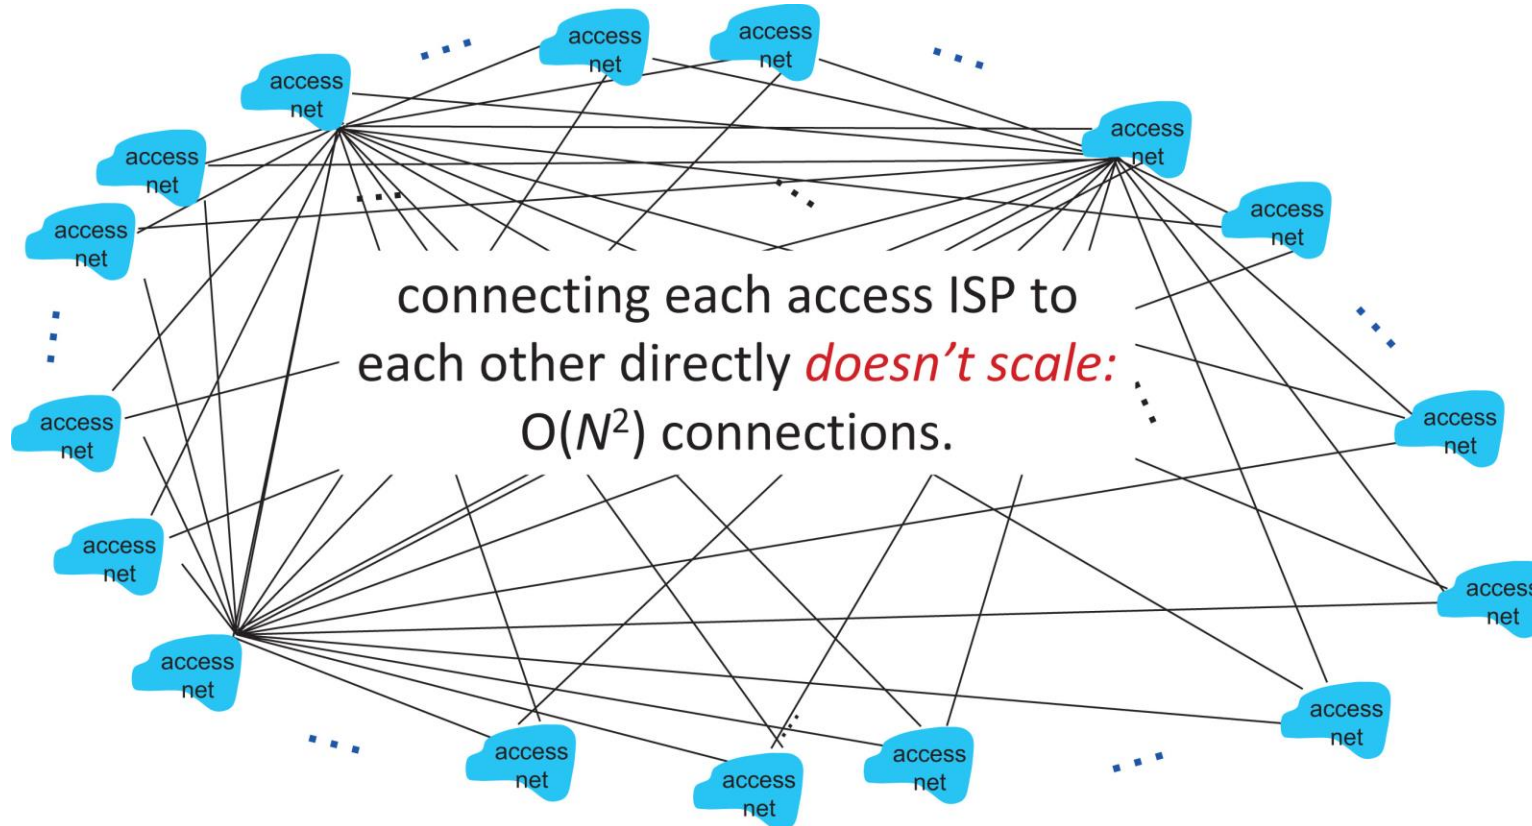 access
net
access
net
access
net
access
net
access
net
access
net
access
net
connecting each access ISP to
each other directly doesn't scale:
O(N²) connections.
access
net
access
net
access
net
access
net
access
net
access
net
access
net
access
net
access
net